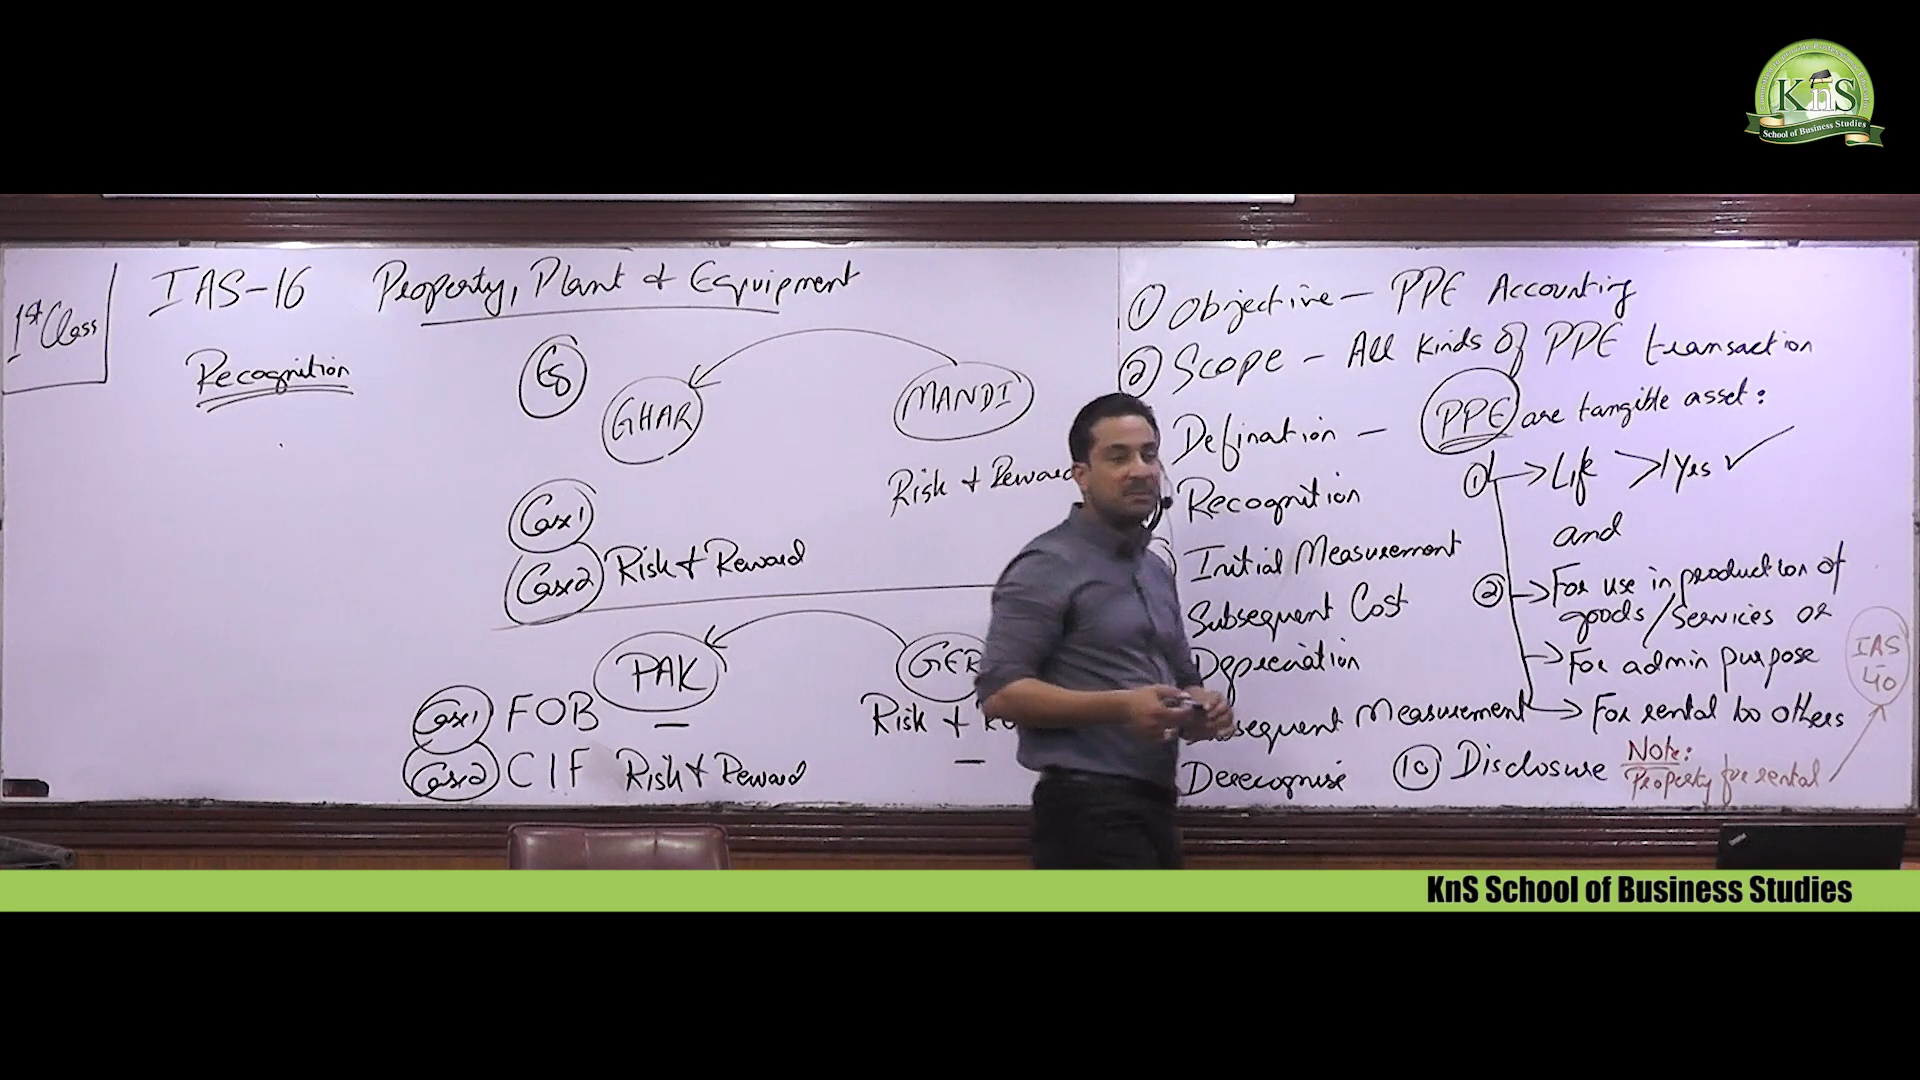 KnS
School of Business Studies
1st Class
IAS-16 Property, Plant & Equipment
Recognition
Eg
GHAR
MANDI
Risk + Reward
Case 1
Case 2 Risk + Reward
PAK
GER
Case 1 FOB —
Risk +
Case 2 CIF Risk + Reward —
① Objective — PPE Accounting
② Scope — All Kinds of PPE transaction
Defination — PPE are tangible asset:
Recognition
① → Life > 1 Yes ✓
and
Initial Measurement
② → For use in production of
goods/Services or
Subsequent Cost
→ For admin purpose
Depreciation
Subsequent Measurement → For rental to others
Derecognise
⑩ Disclosure
Note:
Property for rental
IAS
40
KnS School of Business Studies